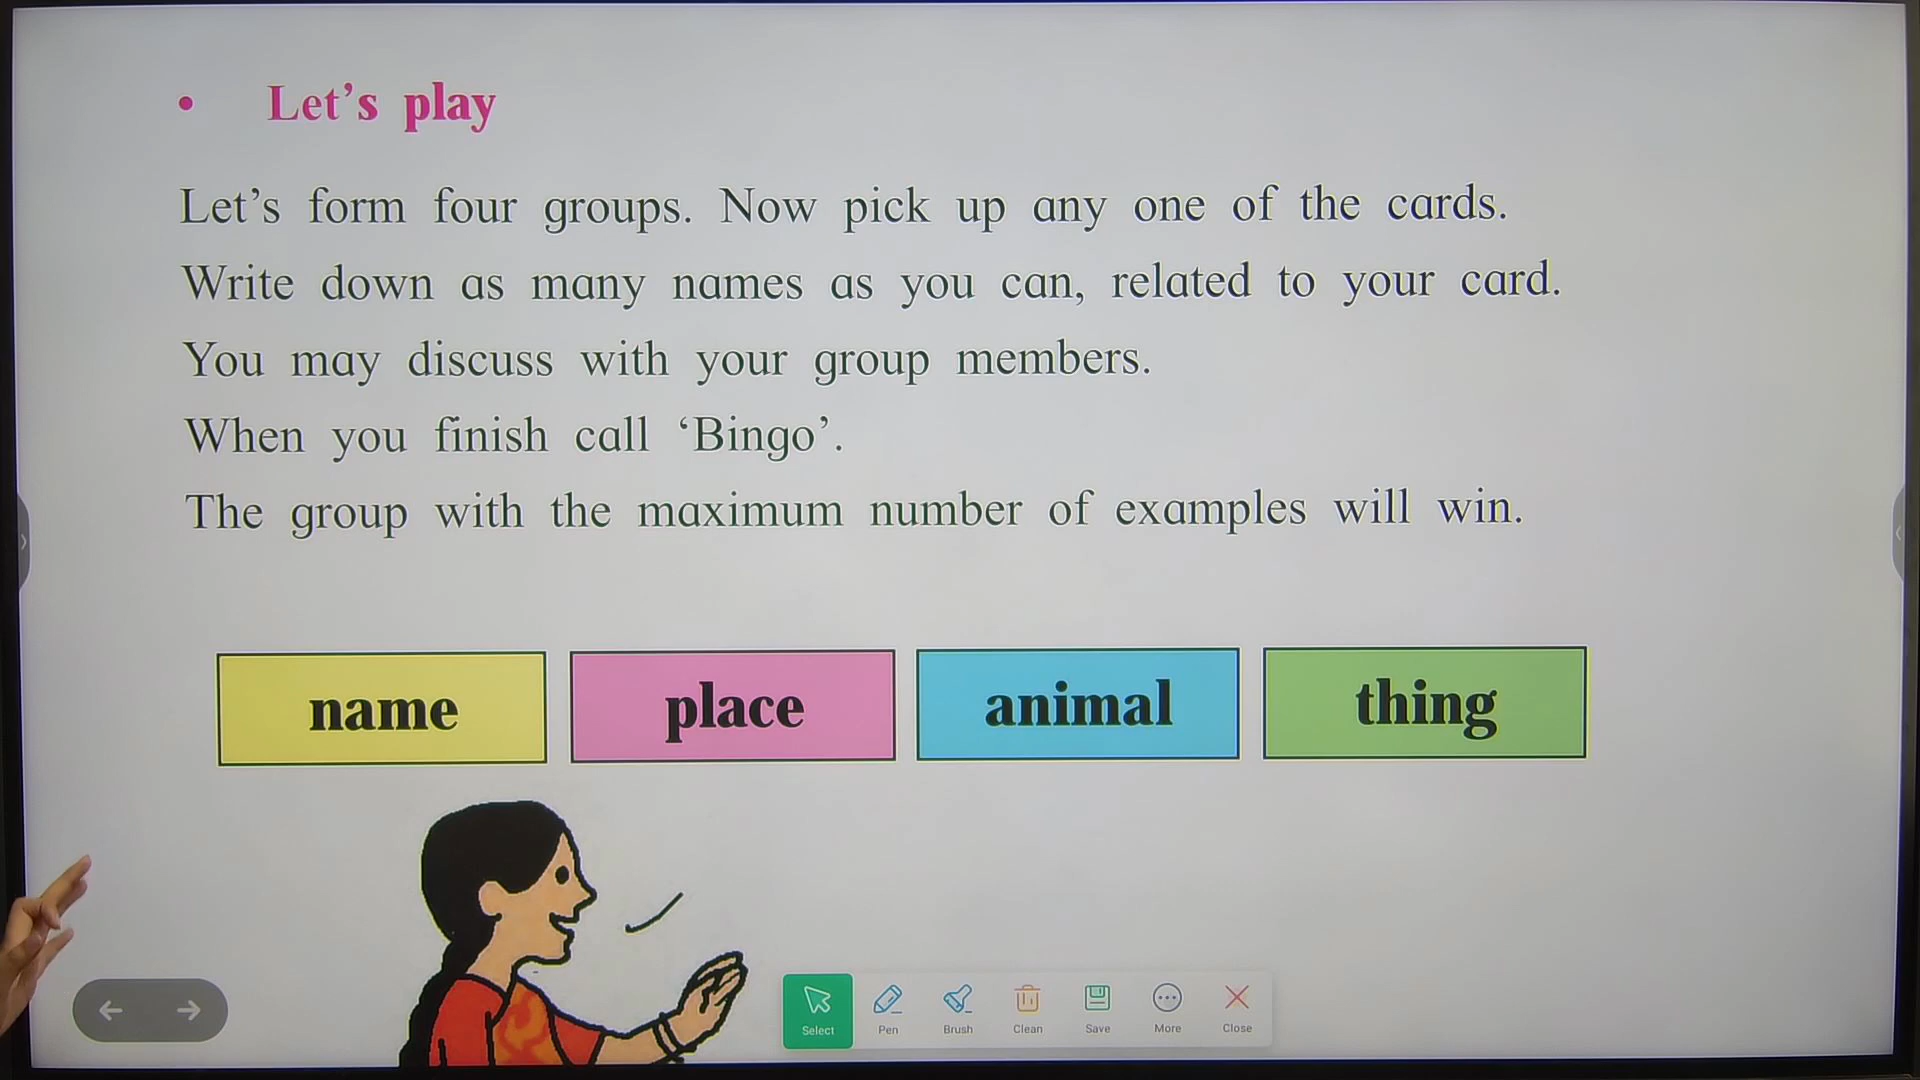 • Let's play
Let's form four groups. Now pick up any one of the cards.
Write down as many names as you can, related to your card.
You may discuss with your group members.
When you finish call ‘Bingo’.
The group with the maximum number of examples will win.
name place animal thing
Select Pen Brush Clean Save More Close